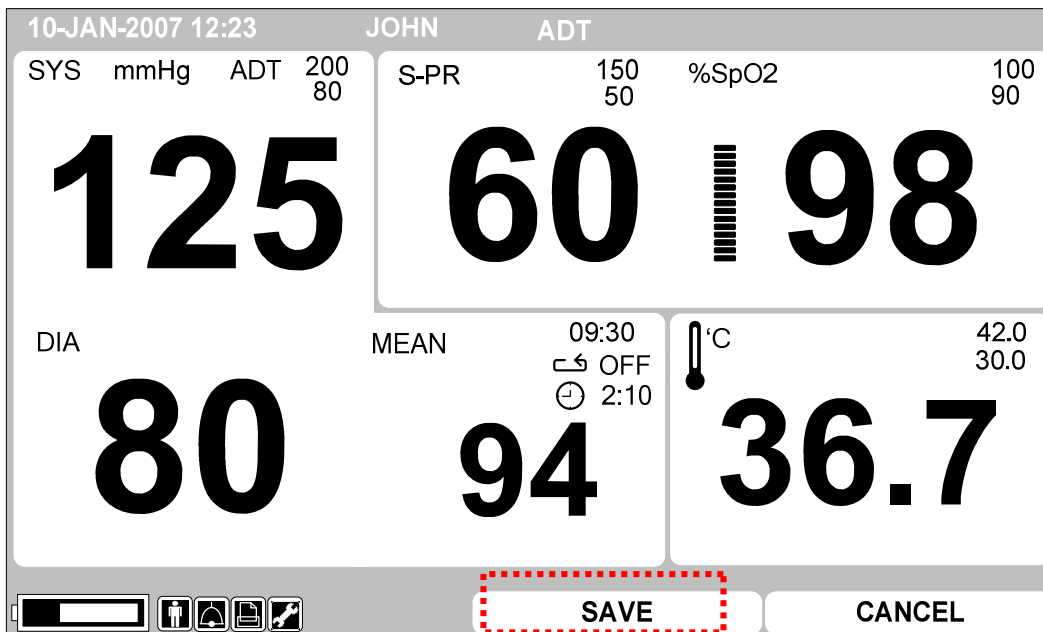 10-JAN-2007 12:23 JOHN ADT
SYS mmHg ADT 200
80
125
S-PR 150
50
60
%SpO2 100
90
98
DIA
80
MEAN 09:30
OFF
2:10
94
‘C 42.0
30.0
36.7
SAVE CANCEL